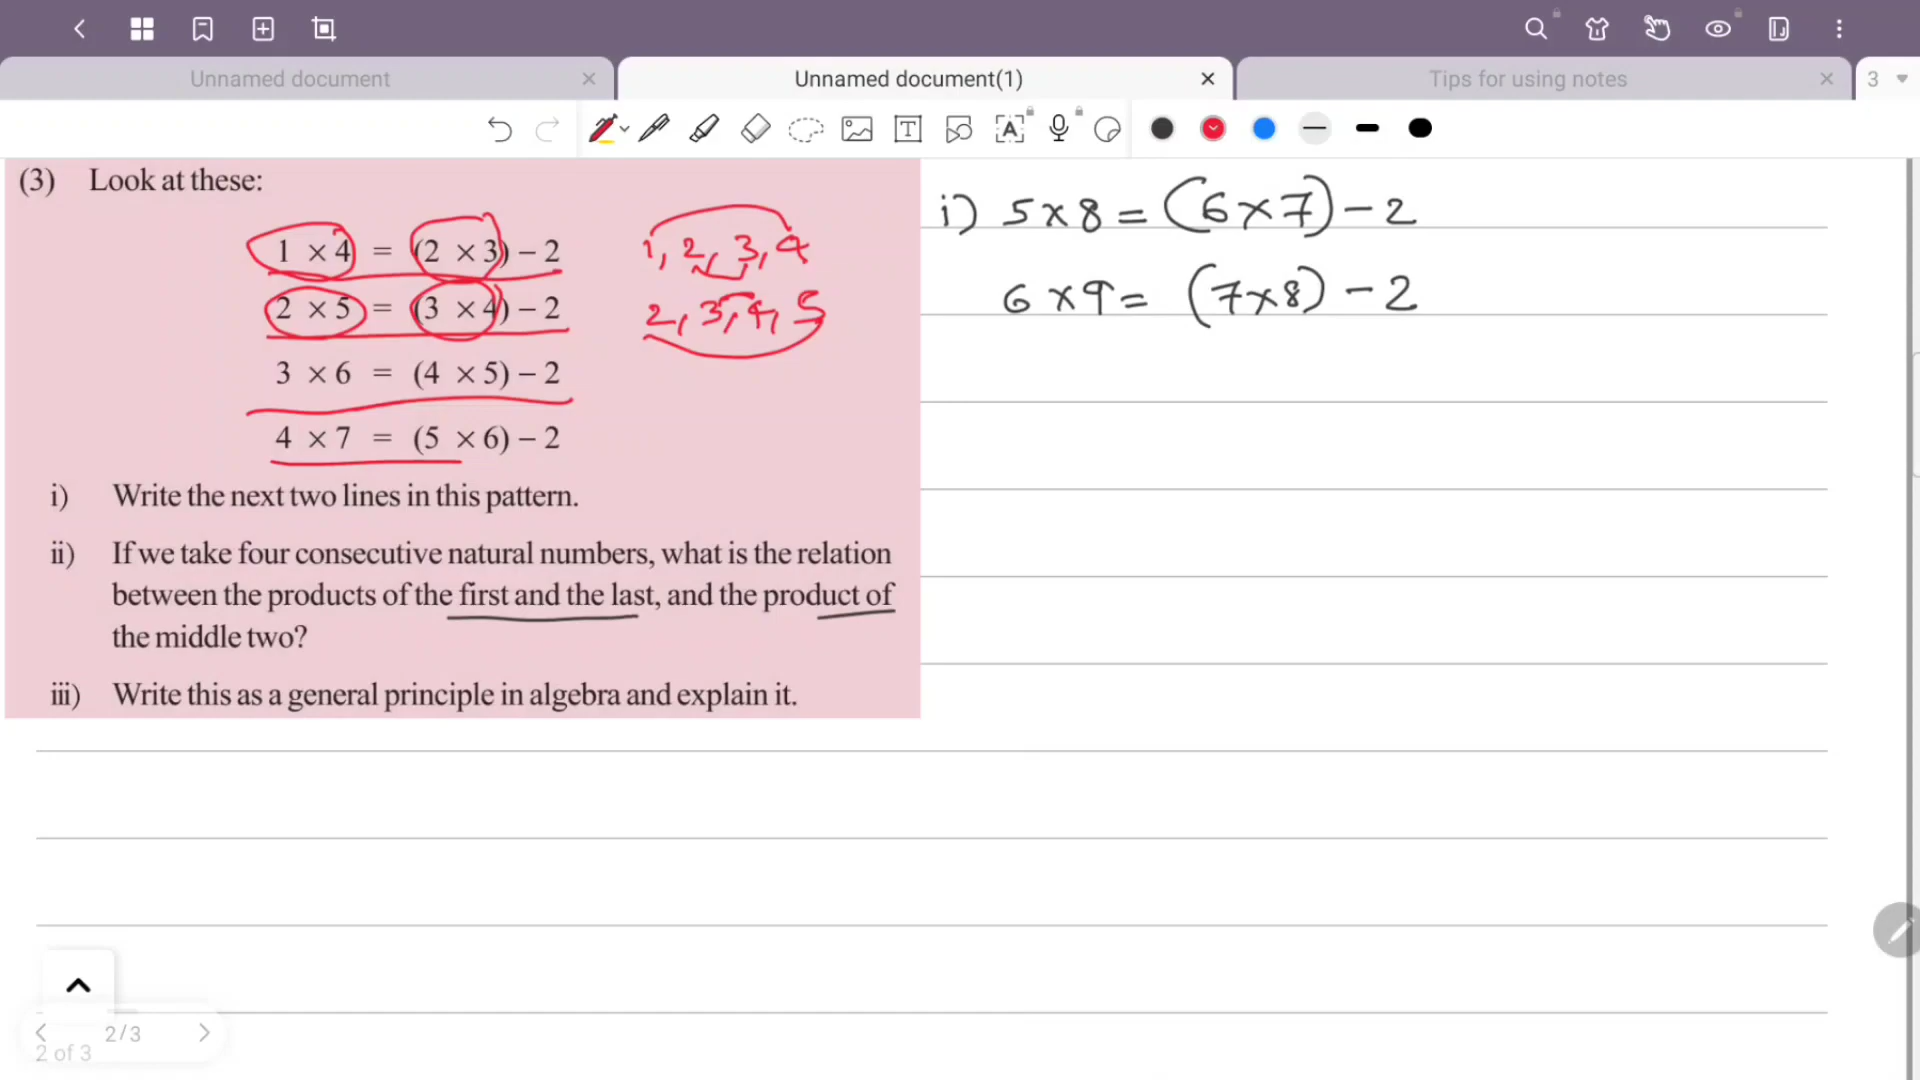 Unnamed document
Unnamed document(1)
Tips for using notes
3
(3) Look at these:
1 × 4 = (2 × 3) – 2
2 × 5 = (3 × 4) – 2
3 × 6 = (4 × 5) – 2
4 × 7 = (5 × 6) – 2
1, 2, 3, 4
2, 3, 4, 5
i) Write the next two lines in this pattern.
ii) If we take four consecutive natural numbers, what is the relation
between the products of the first and the last, and the product of
the middle two?
iii) Write this as a general principle in algebra and explain it.
i) 5 × 8 = (6 × 7) – 2
6 × 9 = (7 × 8) – 2
2/3
2 of 3